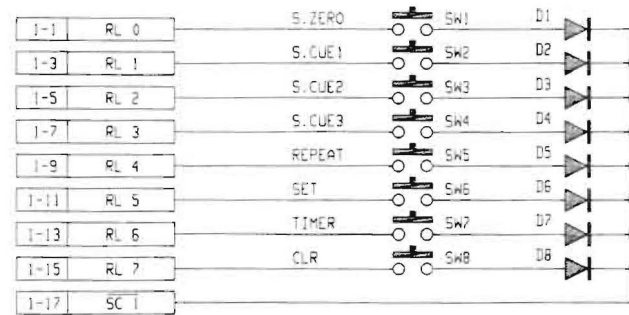 1-1 RL 0 S.ZERO SW1 D1
1-3 RL 1 S.CUE1 SW2 D2
1-5 RL 2 S.CUE2 SW3 D3
1-7 RL 3 S.CUE3 SW4 D4
1-9 RL 4 REPEAT SW5 D5
1-11 RL 5 SET SW6 D6
1-13 RL 6 TIMER SW7 D7
1-15 RL 7 CLR SW8 D8
1-17 SC 1